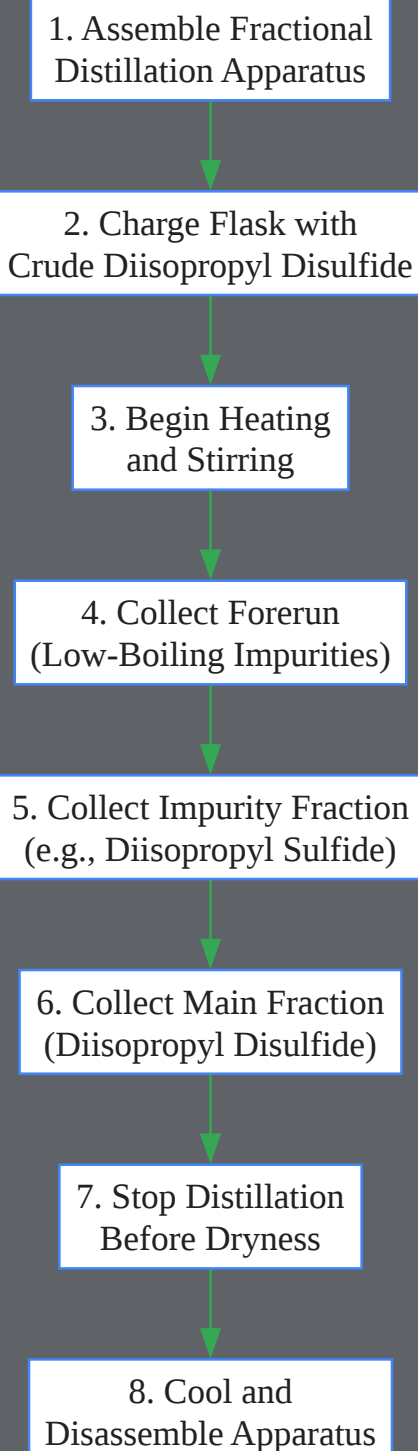 1. Assemble Fractional
Distillation Apparatus
2. Charge Flask with
Crude Diisopropyl Disulfide
3. Begin Heating
and Stirring
4. Collect Forerun
(Low-Boiling Impurities)
5. Collect Impurity Fraction
(e.g., Diisopropyl Sulfide)
6. Collect Main Fraction
(Diisopropyl Disulfide)
7. Stop Distillation
Before Dryness
8. Cool and
Disassemble Apparatus